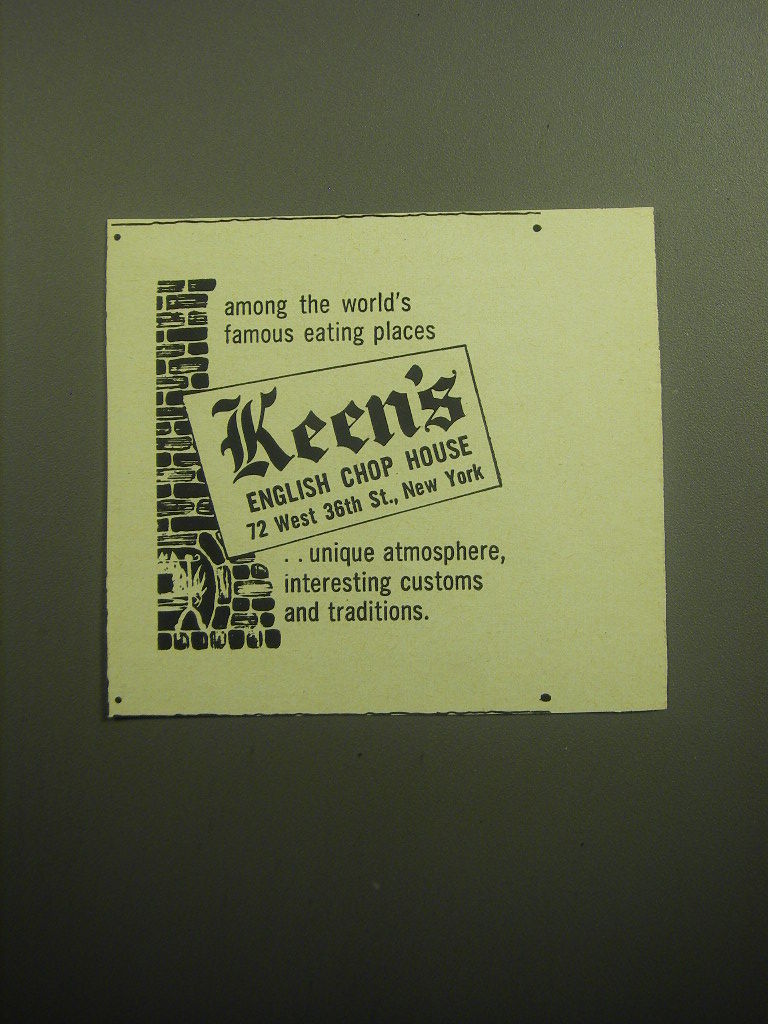 among the world's
famous eating places
Keen's
ENGLISH CHOP HOUSE
72 West 36th St., New York
.. unique atmosphere,
interesting customs
and traditions.